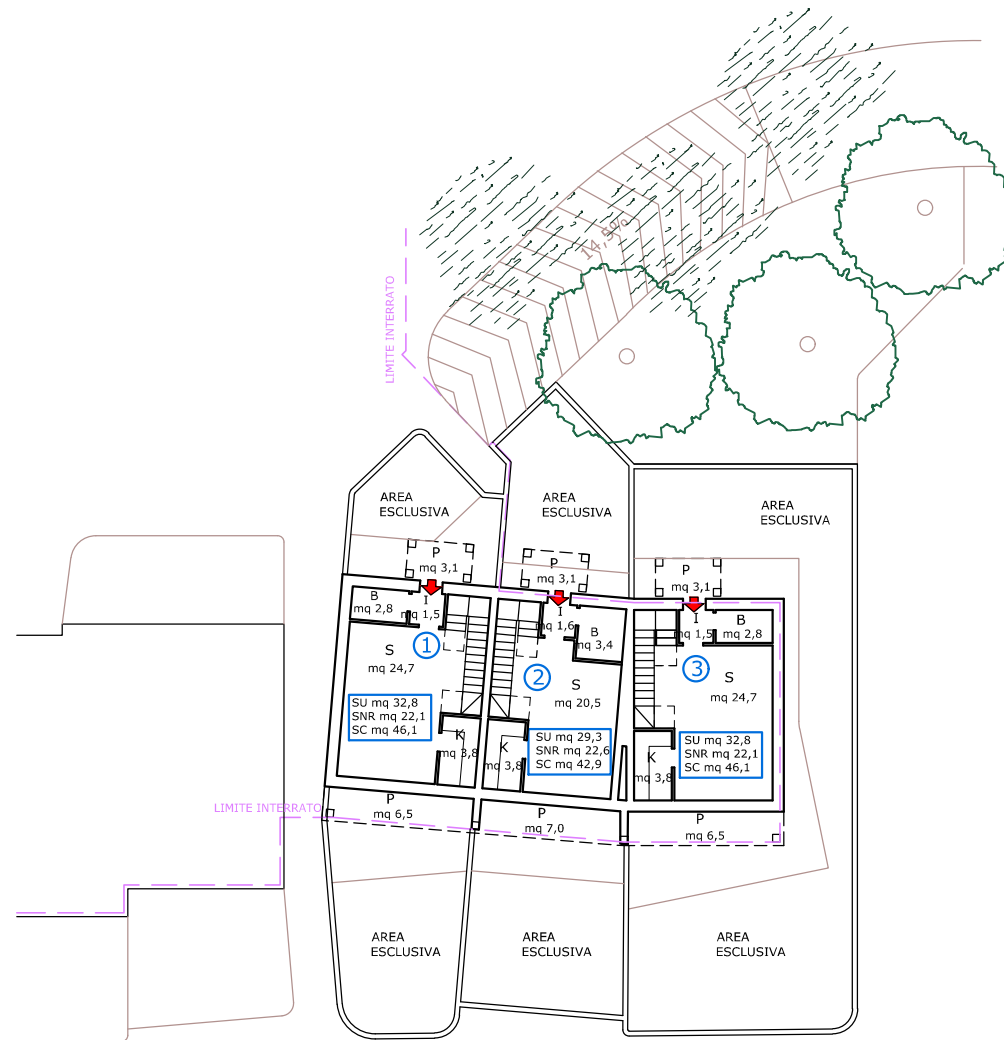 14,5%
LIMITE INTERRATO
AREA
ESCLUSIVA
AREA
ESCLUSIVA
AREA
ESCLUSIVA
P
mq 3,1
P
mq 3,1
P
mq 3,1
B
mq 2,8
I
mq 1,5
1
S
mq 24,7
SU mq 32,8
SNR mq 22,1
SC mq 46,1
K
mq 3,8
I
mq 1,6
B
mq 3,4
2
S
mq 20,5
SU mq 29,3
SNR mq 22,6
SC mq 42,9
K
mq 3,8
I
mq 1,5
B
mq 2,8
3
S
mq 24,7
SU mq 32,8
SNR mq 22,1
SC mq 46,1
K
mq 3,8
LIMITE INTERRATO
P
mq 6,5
P
mq 7,0
P
mq 6,5
AREA
ESCLUSIVA
AREA
ESCLUSIVA
AREA
ESCLUSIVA